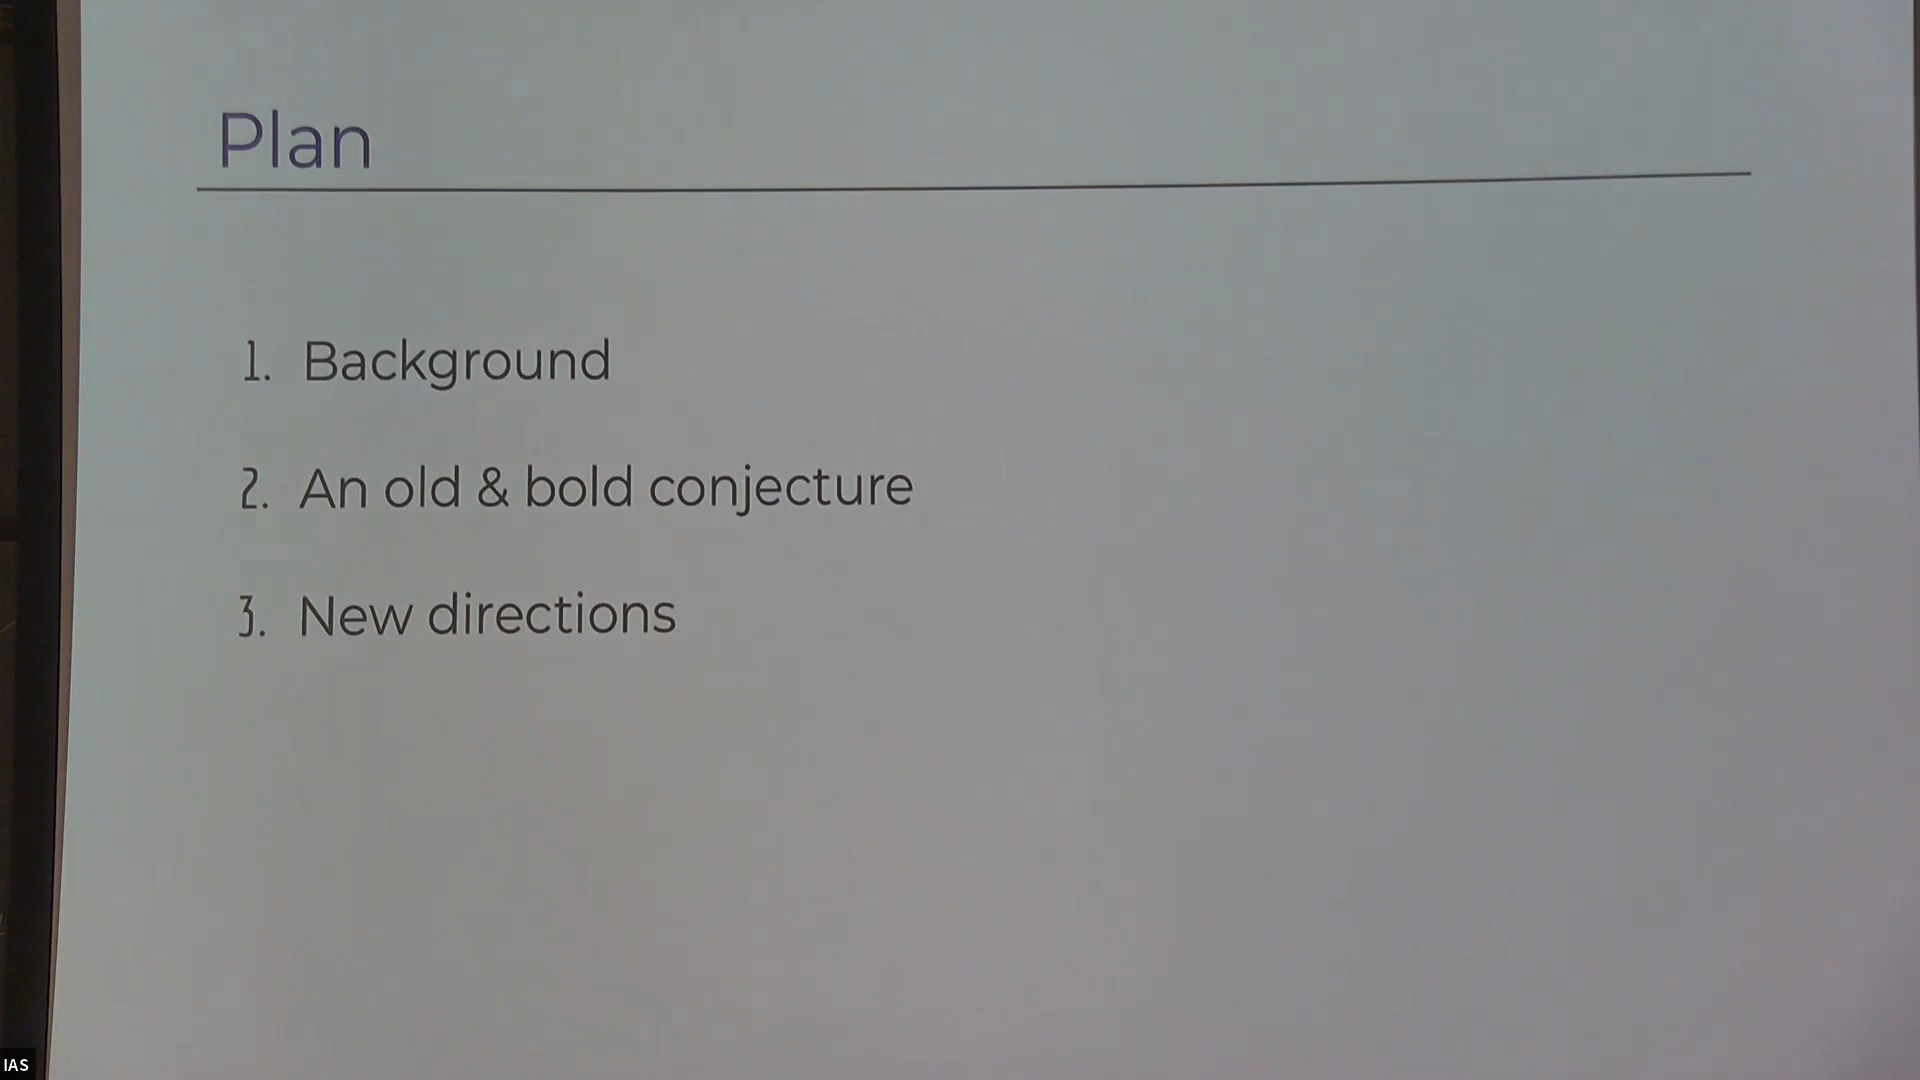 Plan
1. Background
2. An old & bold conjecture
3. New directions
IAS